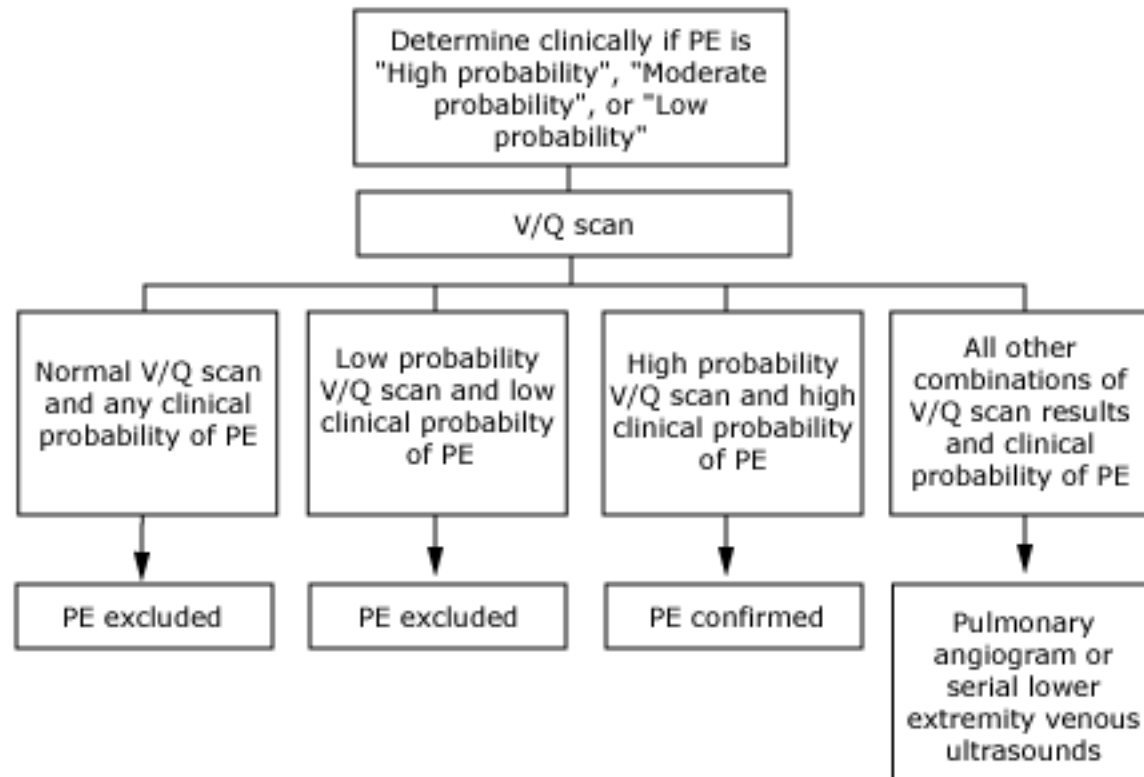 Determine clinically if PE is
"High probability", "Moderate
probability", or "Low
probability"
V/Q scan
Normal V/Q scan
and any clinical
probability of PE
Low probability
V/Q scan and low
clinical probabilty
of PE
High probability
V/Q scan and high
clinical probability
of PE
All other
combinations of
V/Q scan results
and clinical
probability of PE
PE excluded
PE excluded
PE confirmed
Pulmonary
angiogram or
serial lower
extremity venous
ultrasounds